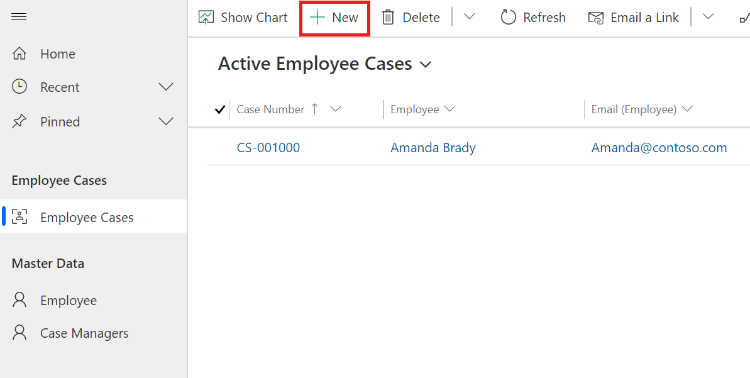 Show Chart New Delete Refresh Email a Link
Home
Recent
Pinned
Employee Cases
Employee Cases
Master Data
Employee
Case Managers
Active Employee Cases
Case Number Employee Email (Employee)
CS-001000 Amanda Brady Amanda@contoso.com